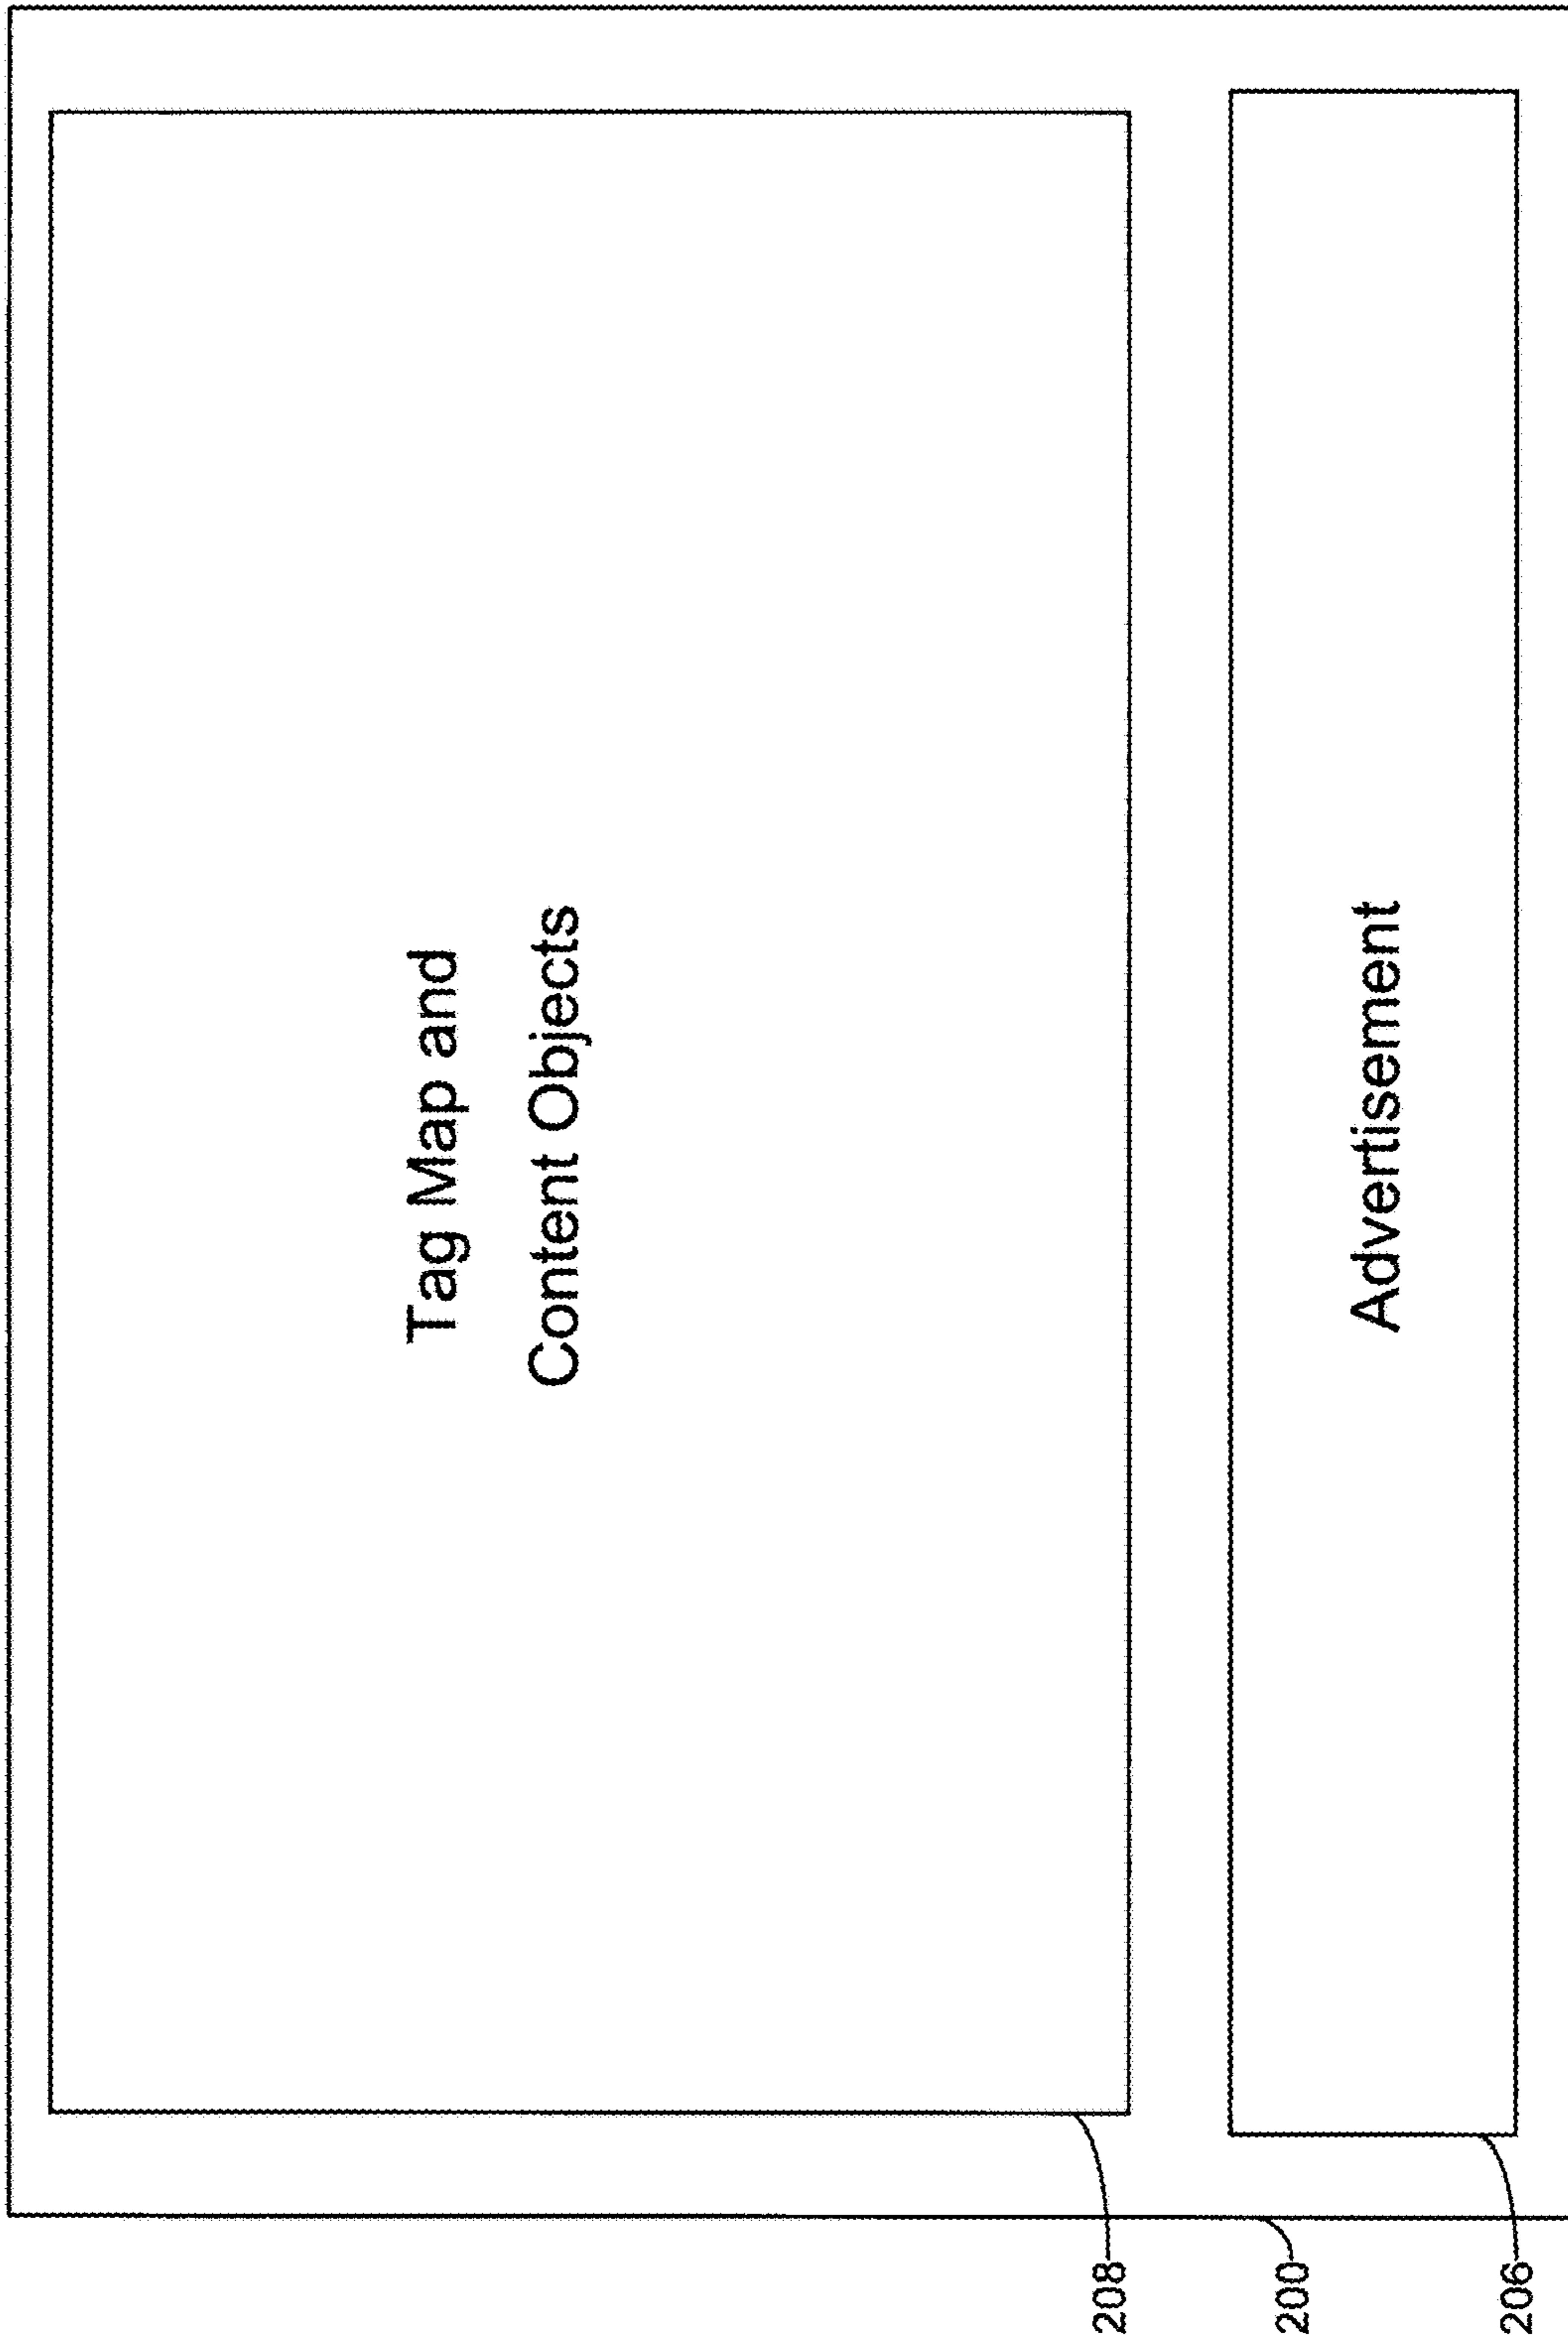 Tag Map and
Content Objects
208
200
Advertisement
206